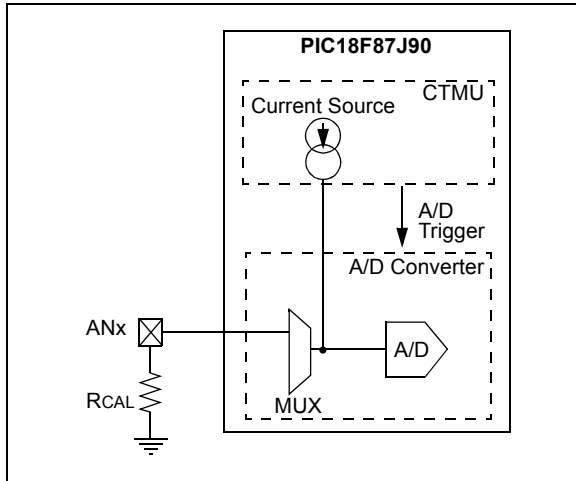 PIC18F87J90
CTMU
Current Source
A/D
Trigger
A/D Converter
ANx
A/D
RCAL
MUX